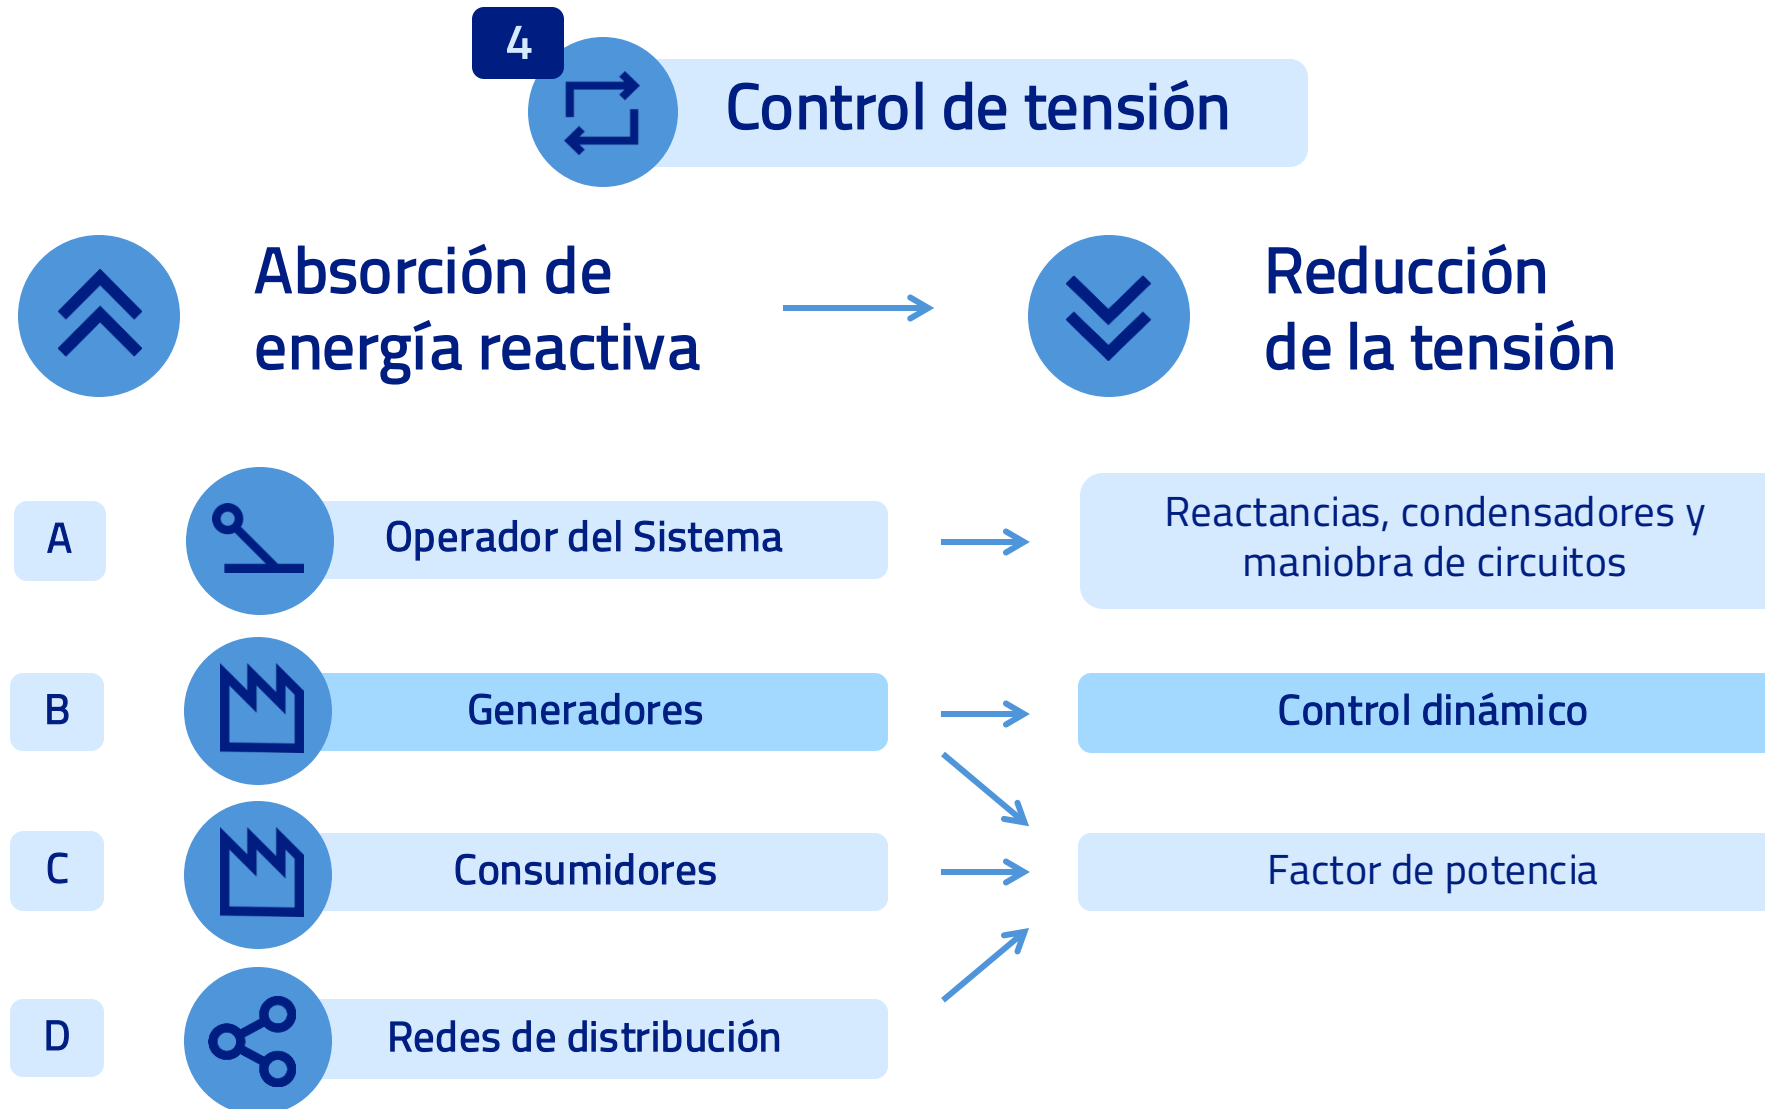 4
Control de tensión
Absorción de
energía reactiva
Reducción
de la tensión
A
Operador del Sistema
Reactancias, condensadores y
maniobra de circuitos
B
Generadores
Control dinámico
C
Consumidores
Factor de potencia
D
Redes de distribución